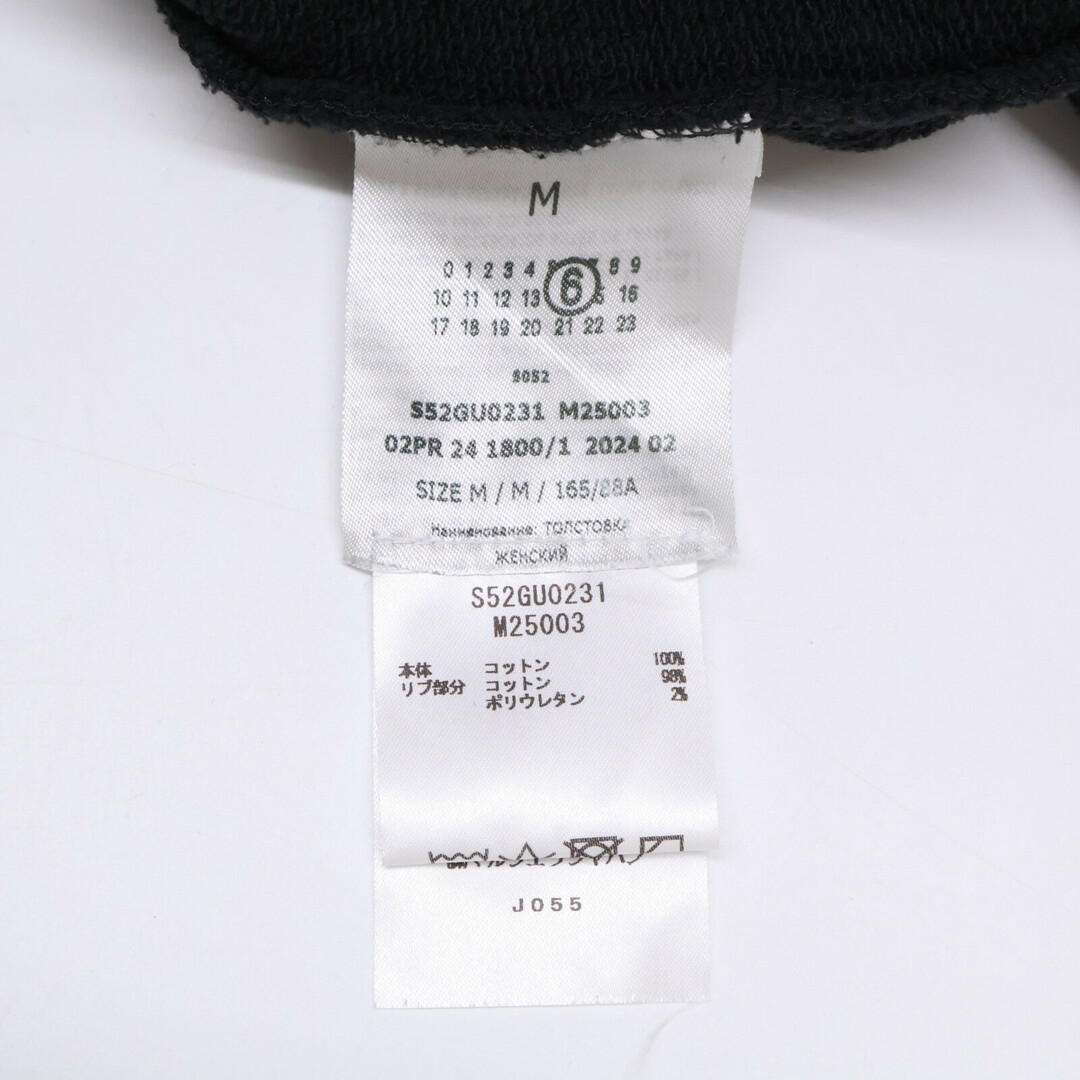 M
0 1 2 3 4 8 9
10 11 12 13 6 16
17 18 19 20 21 22 23
S052
S52GU0231 M25003
02PR 24 1800/1 2024 02
SIZE M / M / 165/88A
Наименование: ТОЛСТОВКА
ЖЕНСКИЙ
S52GU0231
M25003
本体 コットン 100%
リブ部分 コットン 98%
ポリウレタン 2%
J055